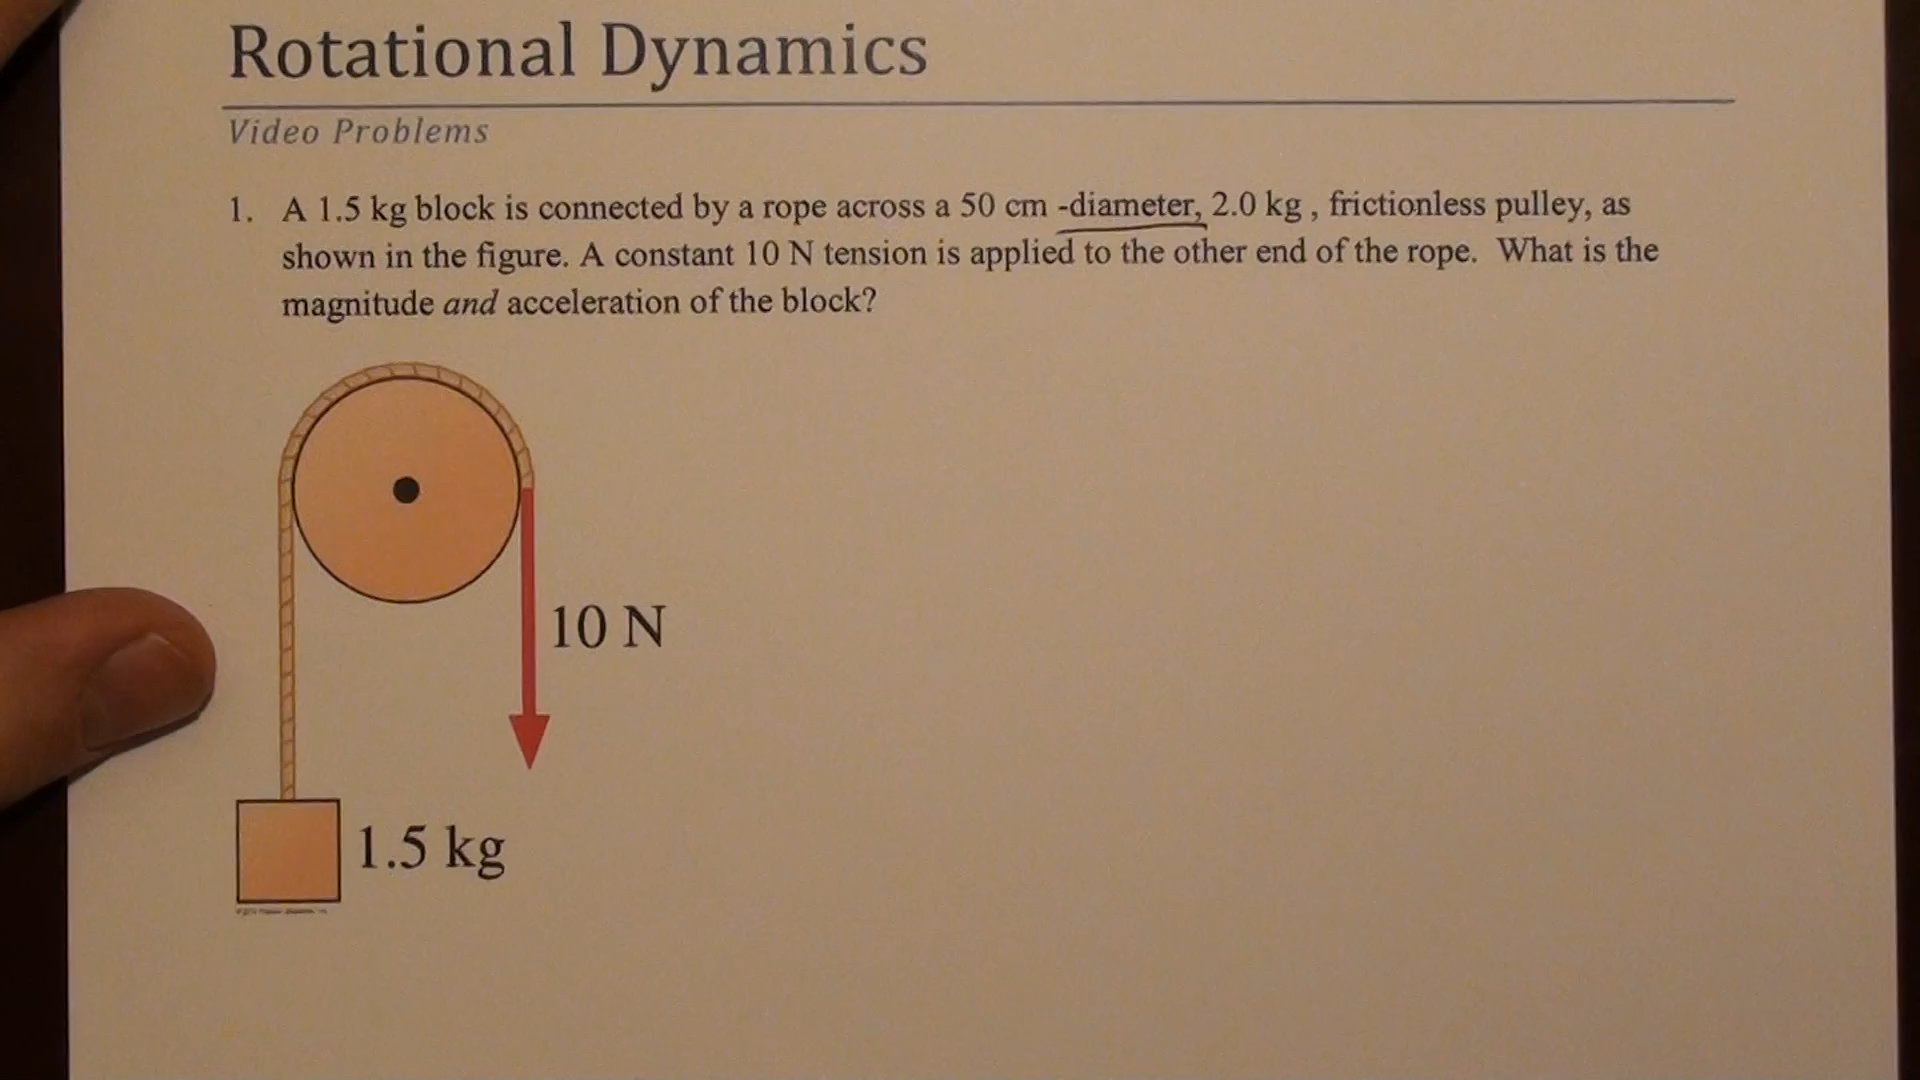 Rotational Dynamics
Video Problems
1. A 1.5 kg block is connected by a rope across a 50 cm -diameter, 2.0 kg , frictionless pulley, as
shown in the figure. A constant 10 N tension is applied to the other end of the rope. What is the
magnitude and acceleration of the block?
10 N
1.5 kg